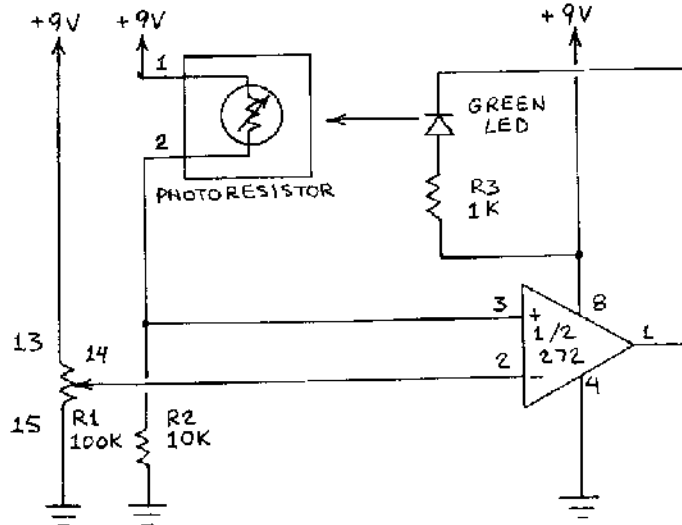 +9V
+9V
+9V
1
2
PHOTORESISTOR
GREEN
LED
R3
1K
3
+
8
1/2
272
1
2
-
4
13
14
15
R1
100K
R2
10K